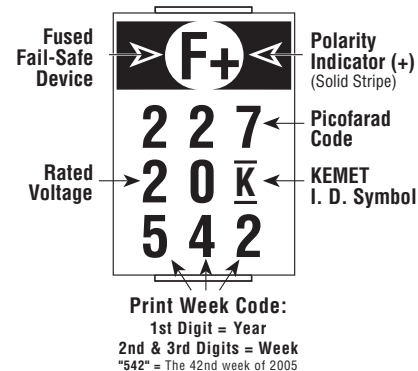 Fused
Fail-Safe
Device
F+
Polarity
Indicator (+)
(Solid Stripe)
2 2 7
Picofarad
Code
Rated
Voltage
2 0 K
KEMET
I. D. Symbol
5 4 2
Print Week Code:
1st Digit = Year
2nd & 3rd Digits = Week
"542" = The 42nd week of 2005